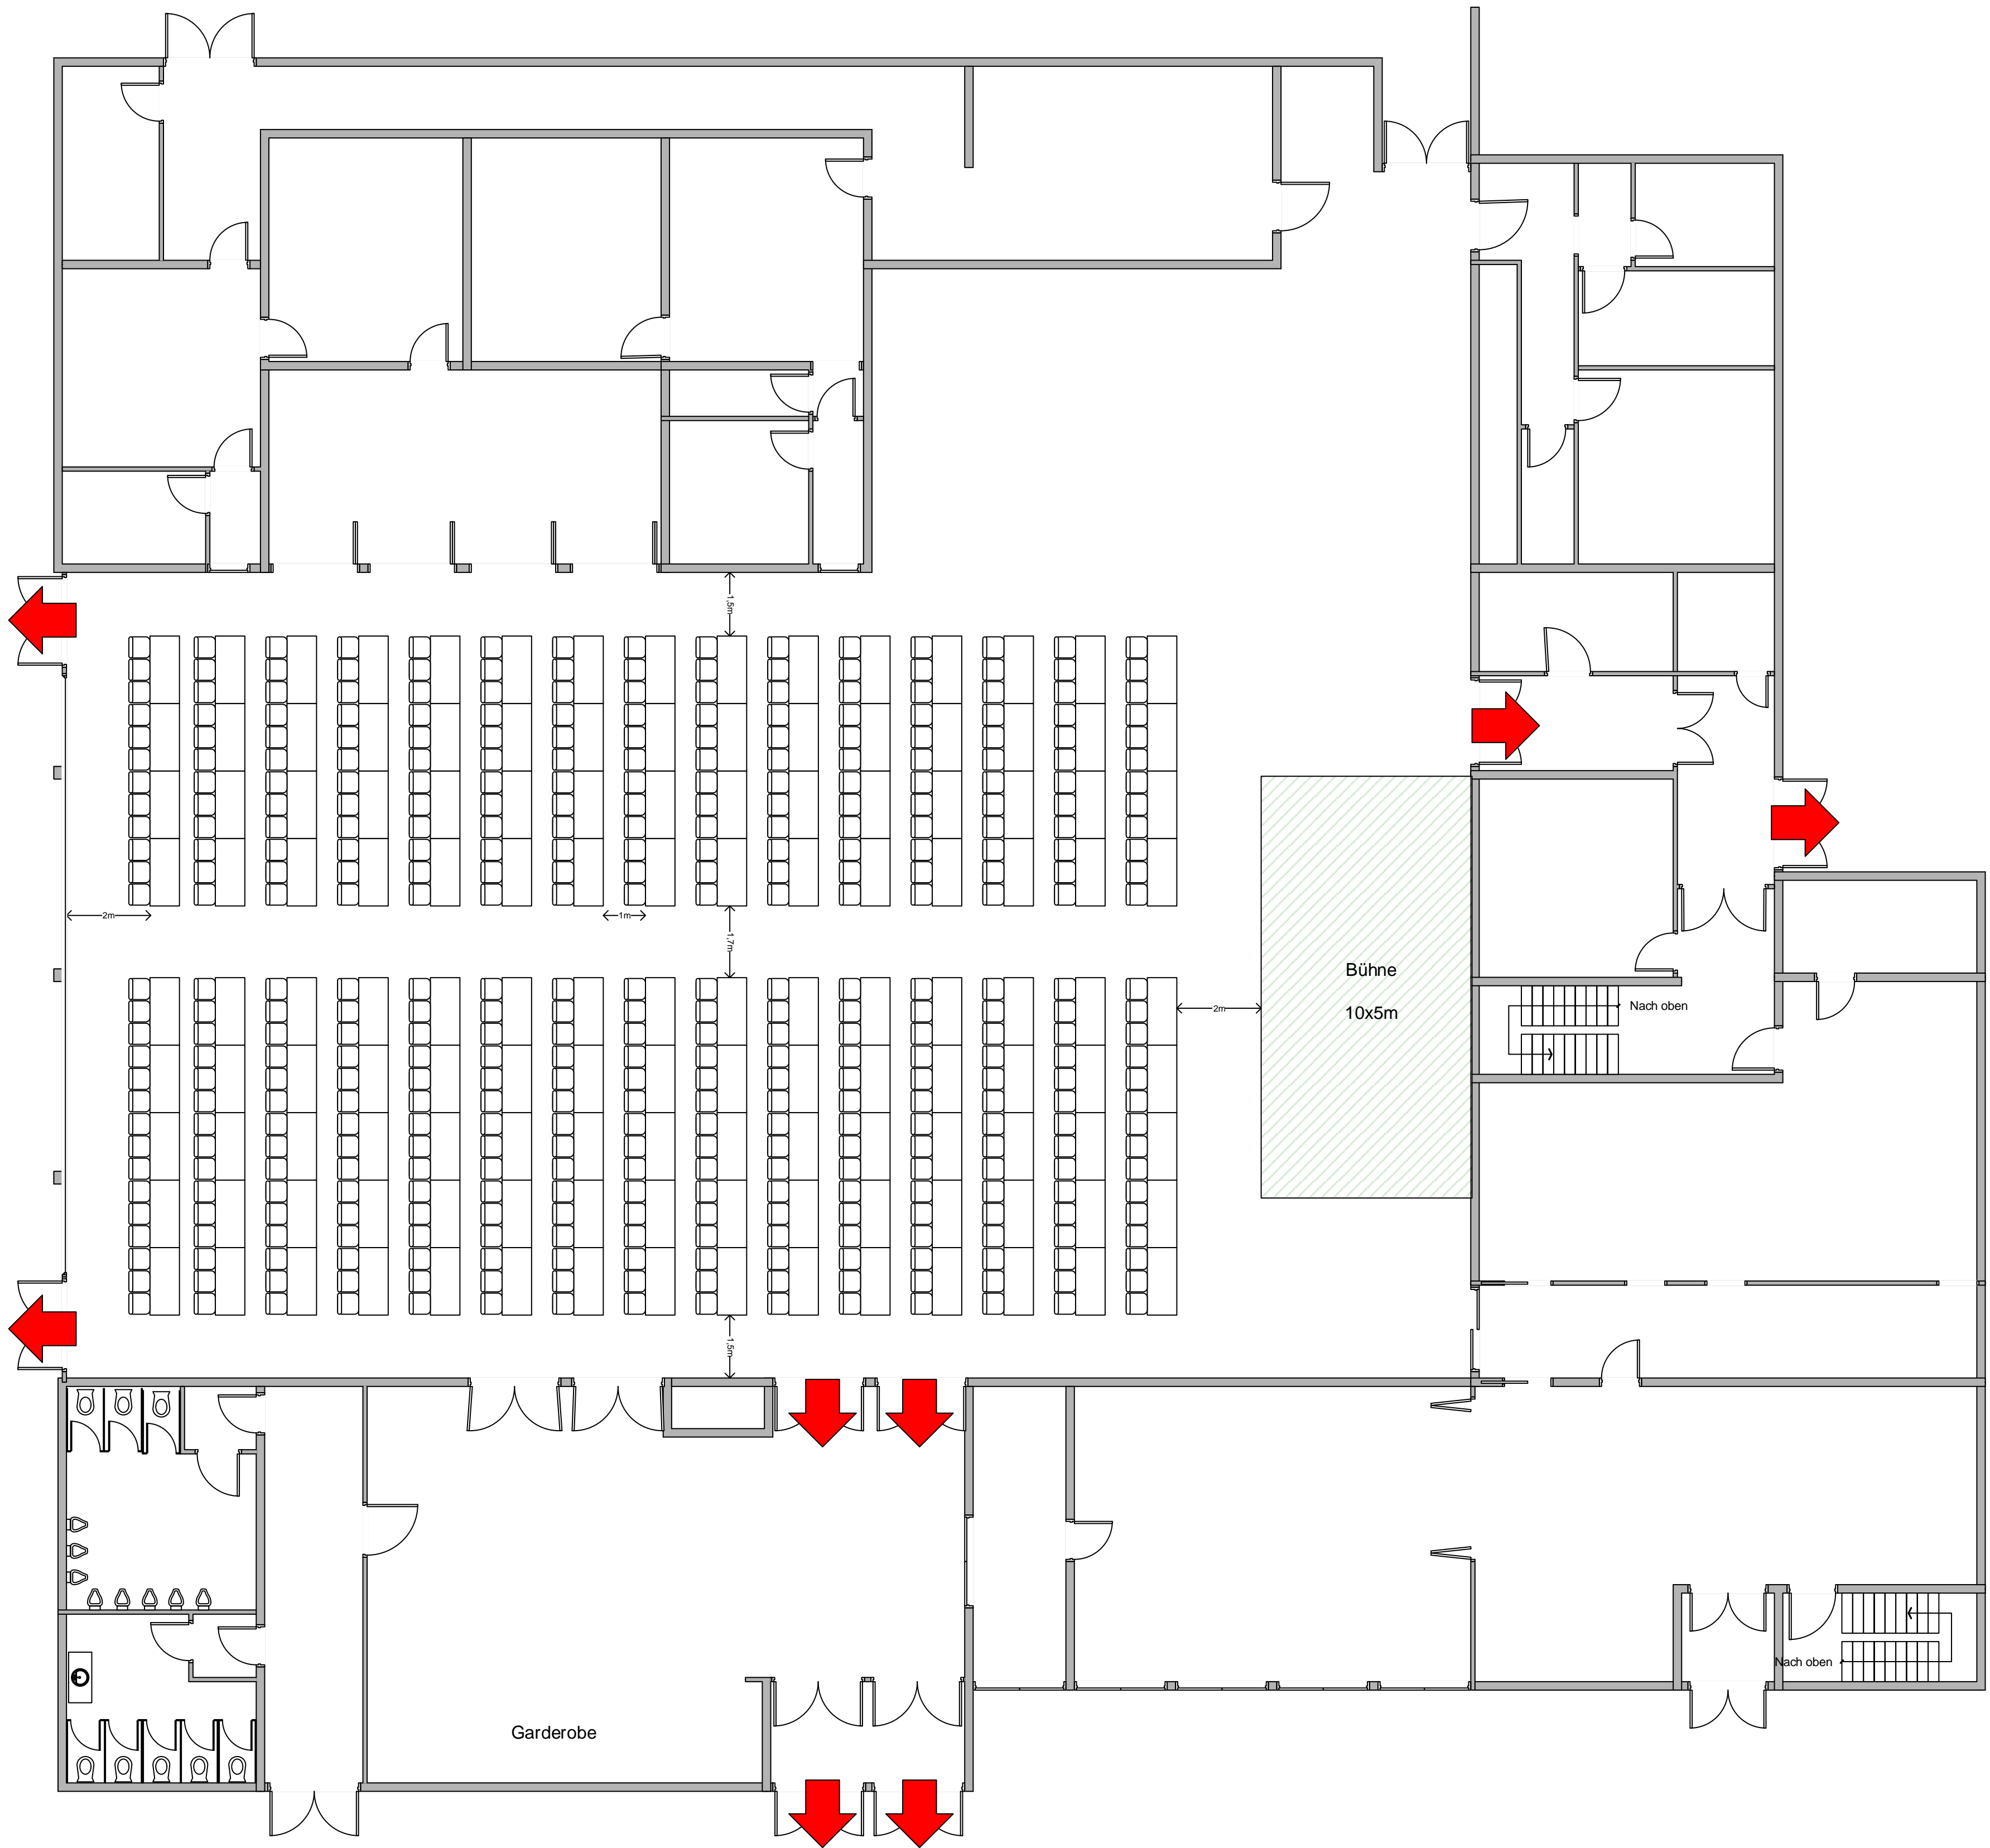 1,5m
2m
1m
1,7m
Bühne
10x5m
2m
Nach oben
1,5m
Nach oben
Garderobe